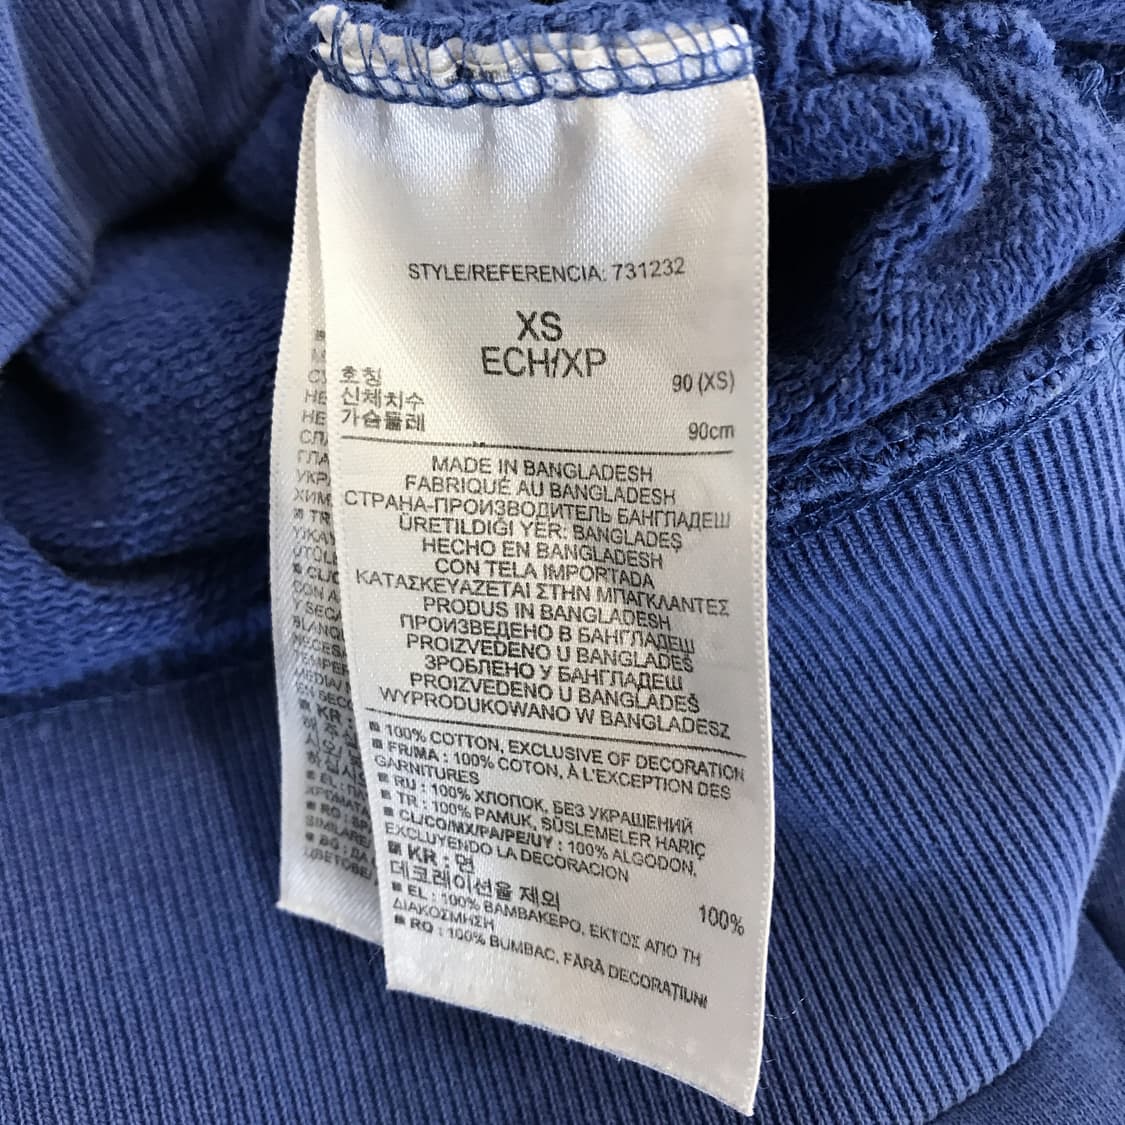 STYLE/REFERENCIA: 731232
XS
ECH/XP
호칭 90 (XS)
신체치수
가슴둘레 90cm
MADE IN BANGLADESH
FABRIQUÉ AU BANGLADESH
СТРАНА-ПРОИЗВОДИТЕЛЬ БАНГЛАДЕШ
ÜRETILDIĞI YER: BANGLADEŞ
HECHO EN BANGLADESH
CON TELA IMPORTADA
ΚΑΤΑΣΚΕΥΑΖΕΤΑΙ ΣΤΗΝ ΜΠΑΓΚΛΑΝΤΕΣ
PRODUS IN BANGLADESH
ПРОИЗВЕДЕНО В БАНГЛАДЕШ
PROIZVEDENO U BANGLADEŠ
ЗРОБЛЕНО У БАНГЛАДЕШ
PROIZVEDENO U BANGLADEŠ
WYPRODUKOWANO W BANGLADESZ
■ 100% COTTON, EXCLUSIVE OF DECORATION
■ FR/MA : 100% COTON, À L'EXCEPTION DES
GARNITURES
■ RU : 100% ХЛОПОК, БЕЗ УКРАШЕНИЙ
■ TR : 100% PAMUK, SÜSLEMELER HARIÇ
■ CL/CO/MX/PA/PE/UY : 100% ALGODON,
EXCLUYENDO LA DECORACION
■ KR : 면 100%
데코레이션을 제외
■ EL : 100% ΒΑΜΒΑΚΕΡΟ, ΕΚΤΟΣ ΑΠΟ ΤΗ
ΔΙΑΚΟΣΜΗΣΗ
■ RO : 100% BUMBAC, FĂRĂ DECORAŢIUNI